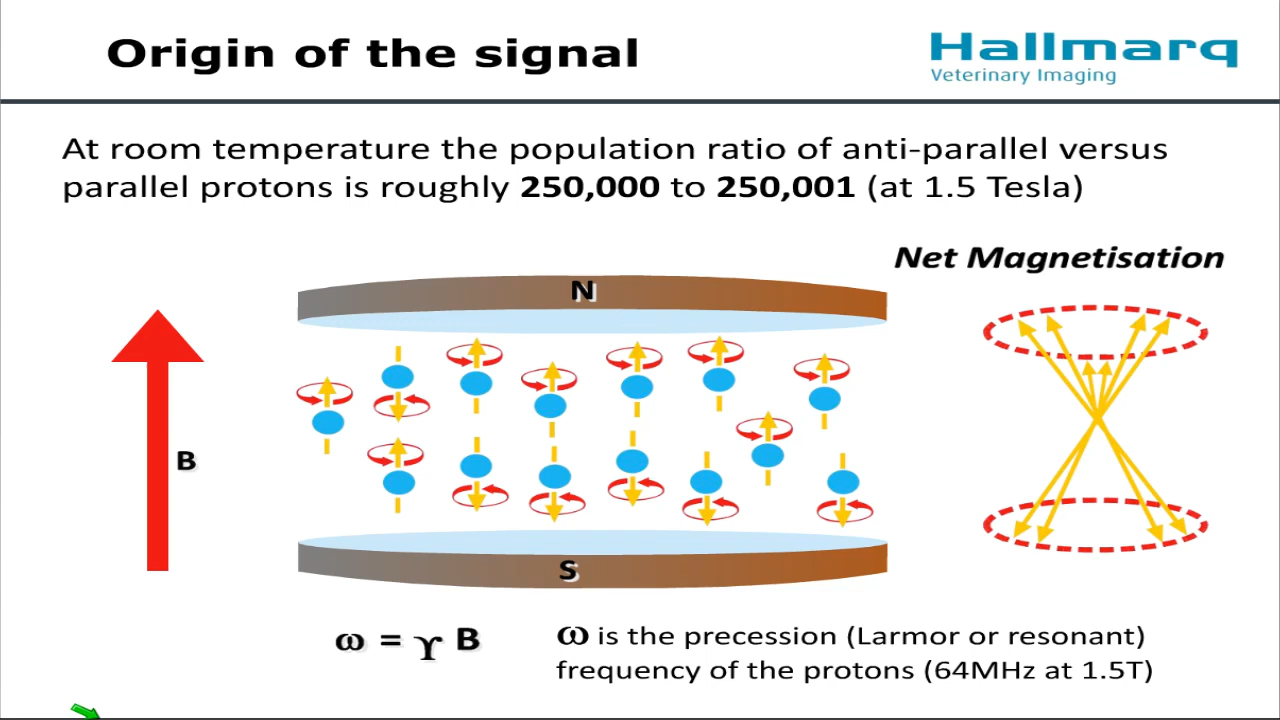 Origin of the signal
Hallmarq
Veterinary Imaging
At room temperature the population ratio of anti-parallel versus
parallel protons is roughly 250,000 to 250,001 (at 1.5 Tesla)
Net Magnetisation
N
B
S
ω = ϒ B
ω is the precession (Larmor or resonant)
frequency of the protons (64MHz at 1.5T)